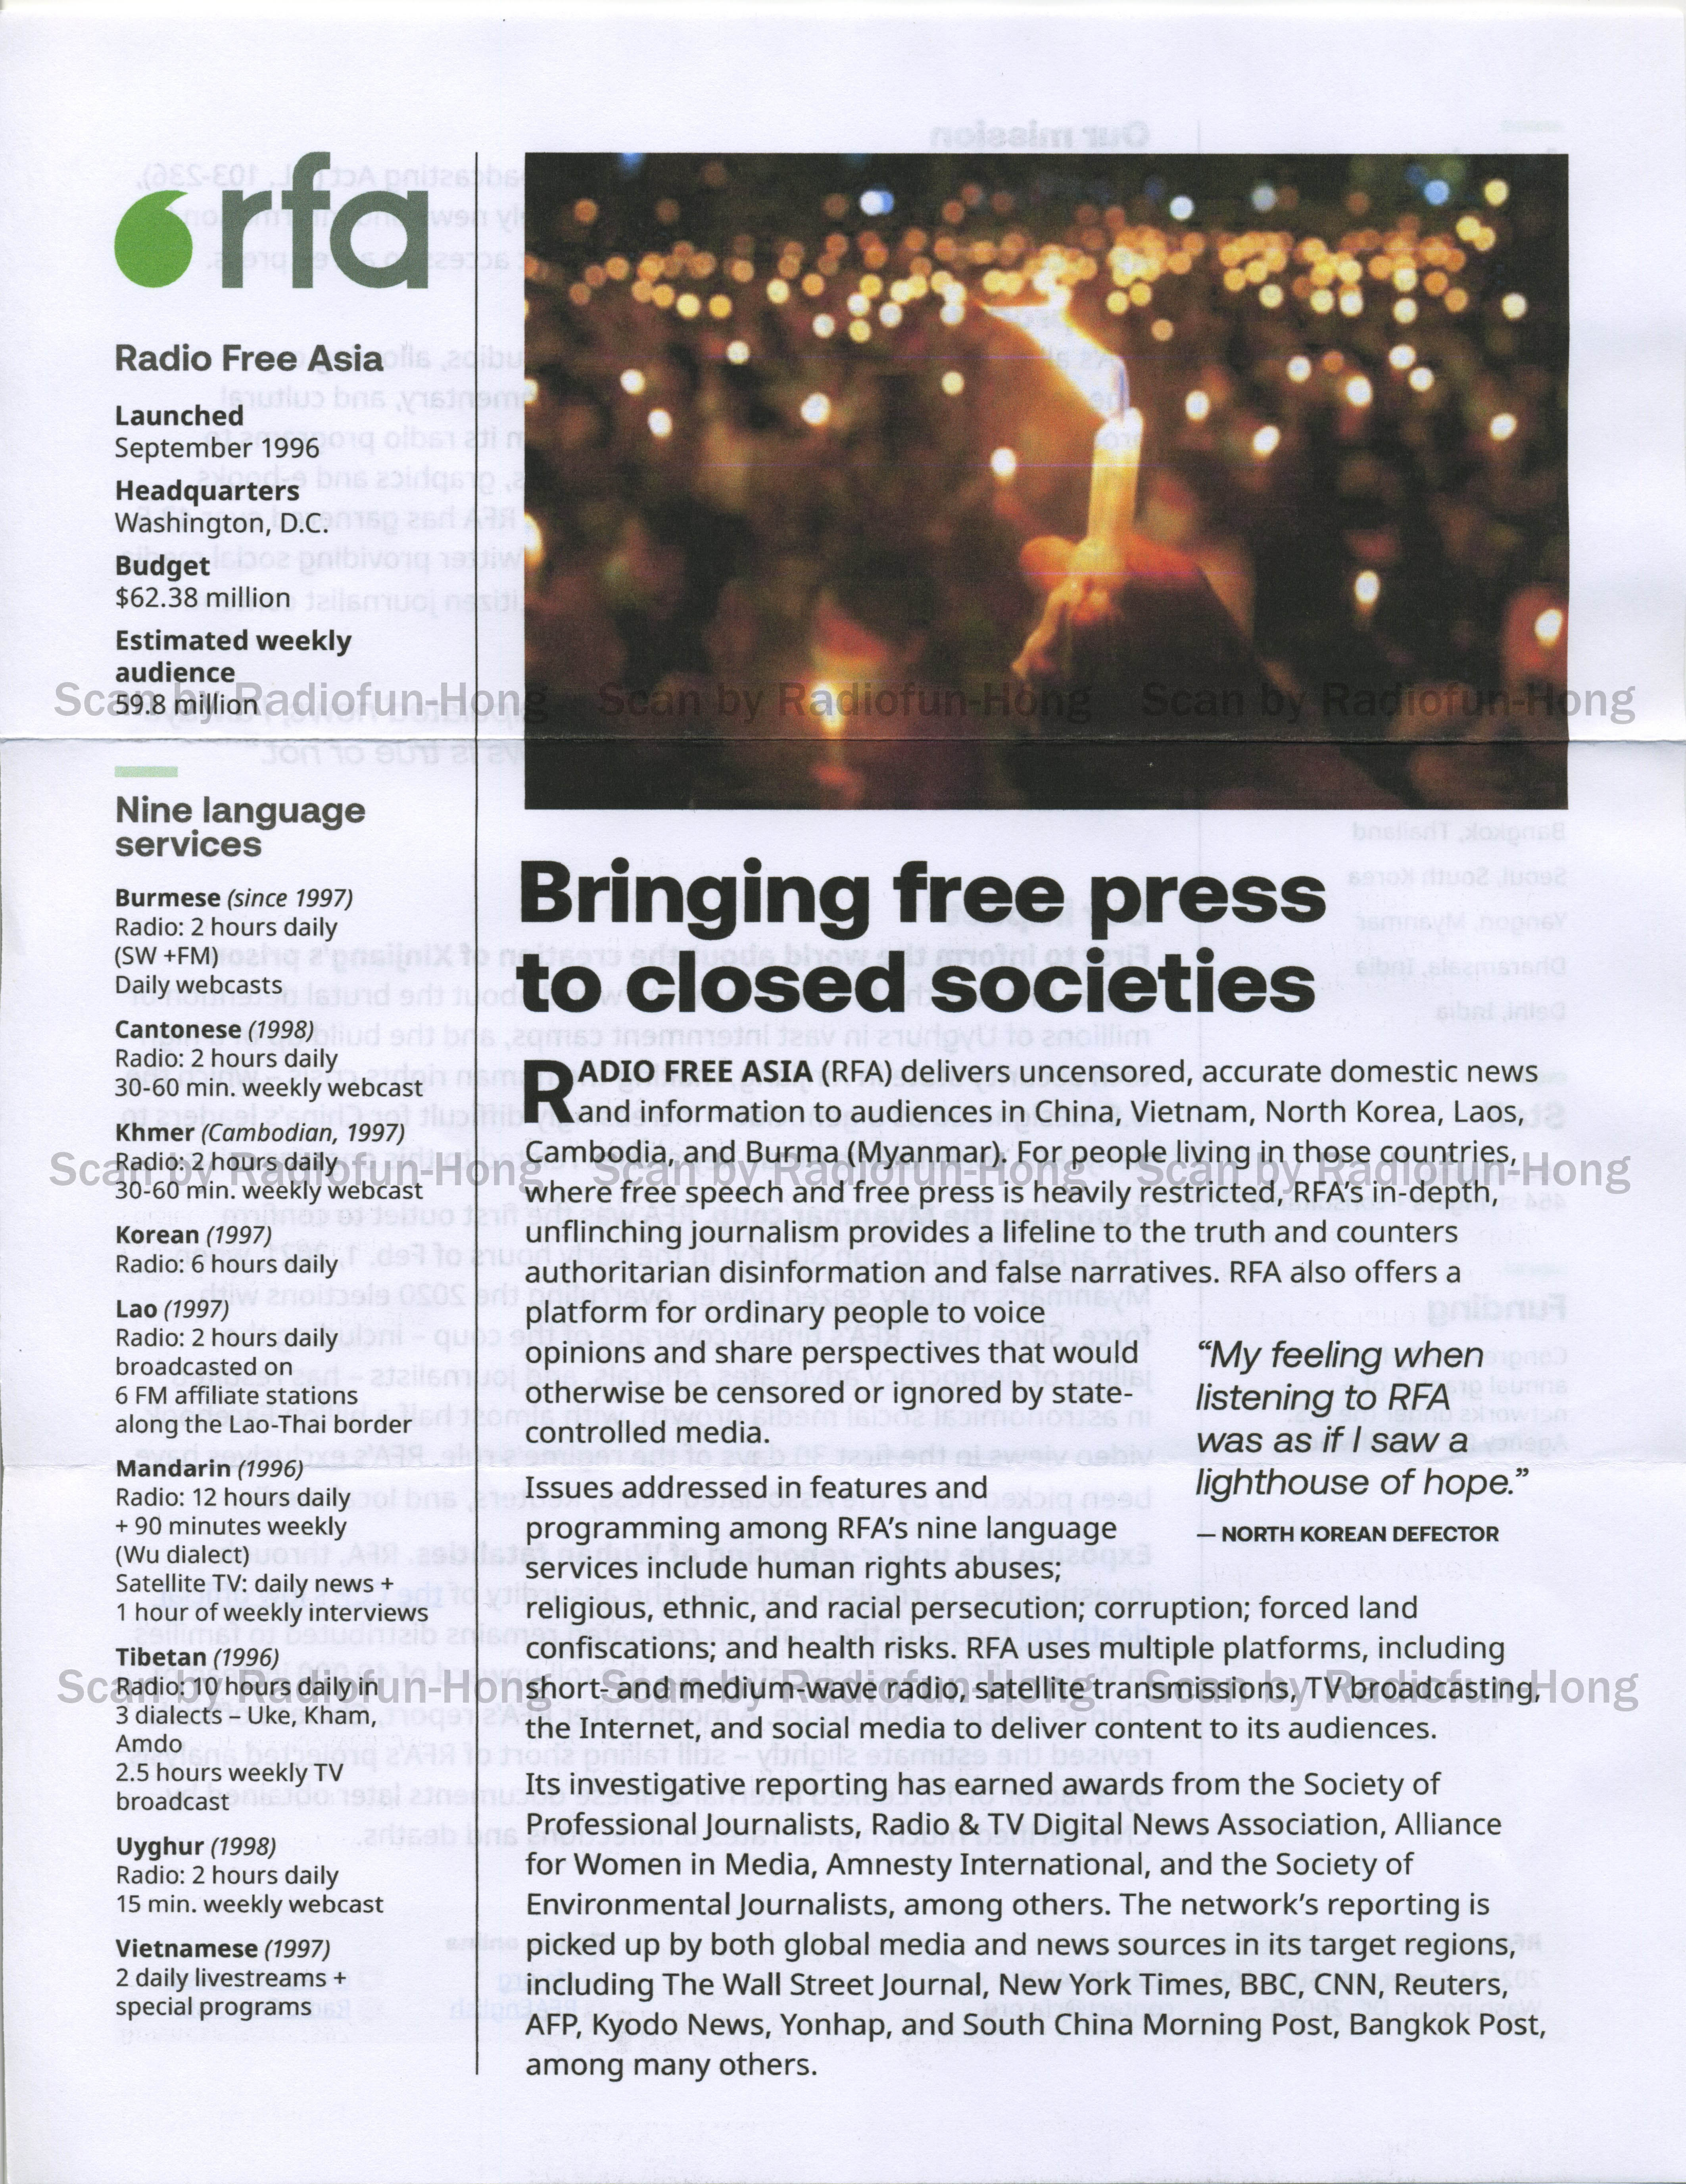 rfa
Radio Free Asia
Launched
September 1996
Headquarters
Washington, D.C.
Budget
$62.38 million
Estimated weekly
audience
59.8 million
Nine language
services
Burmese (since 1997)
Radio: 2 hours daily
(SW +FM)
Daily webcasts
Cantonese (1998)
Radio: 2 hours daily
30-60 min. weekly webcast
Khmer (Cambodian, 1997)
Radio: 2 hours daily
30-60 min. weekly webcast
Korean (1997)
Radio: 6 hours daily
Lao (1997)
Radio: 2 hours daily
broadcasted on
6 FM affiliate stations
along the Lao-Thai border
Mandarin (1996)
Radio: 12 hours daily
+ 90 minutes weekly
(Wu dialect)
Satellite TV: daily news +
1 hour of weekly interviews
Tibetan (1996)
Radio: 10 hours daily in
3 dialects – Uke, Kham,
Amdo
2.5 hours weekly TV
broadcast
Uyghur (1998)
Radio: 2 hours daily
15 min. weekly webcast
Vietnamese (1997)
2 daily livestreams +
special programs
Bringing free press
to closed societies
RADIO FREE ASIA (RFA) delivers uncensored, accurate domestic news
and information to audiences in China, Vietnam, North Korea, Laos,
Cambodia, and Burma (Myanmar). For people living in those countries,
where free speech and free press is heavily restricted, RFA's in-depth,
unflinching journalism provides a lifeline to the truth and counters
authoritarian disinformation and false narratives. RFA also offers a
platform for ordinary people to voice
opinions and share perspectives that would
otherwise be censored or ignored by state-
controlled media.
"My feeling when
listening to RFA
was as if I saw a
lighthouse of hope."
— NORTH KOREAN DEFECTOR
Issues addressed in features and
programming among RFA's nine language
services include human rights abuses;
religious, ethnic, and racial persecution; corruption; forced land
confiscations; and health risks. RFA uses multiple platforms, including
short- and medium-wave radio, satellite transmissions, TV broadcasting,
the Internet, and social media to deliver content to its audiences.
Its investigative reporting has earned awards from the Society of
Professional Journalists, Radio & TV Digital News Association, Alliance
for Women in Media, Amnesty International, and the Society of
Environmental Journalists, among others. The network's reporting is
picked up by both global media and news sources in its target regions,
including The Wall Street Journal, New York Times, BBC, CNN, Reuters,
AFP, Kyodo News, Yonhap, and South China Morning Post, Bangkok Post,
among many others.
Scan by Radiofun-Hong Scan by Radiofun-Hong Scan by Radiofun-Hong
Scan by Radiofun-Hong Scan by Radiofun-Hong Scan by Radiofun-Hong
Scan by Radiofun-Hong Scan by Radiofun-Hong Scan by Radiofun-Hong